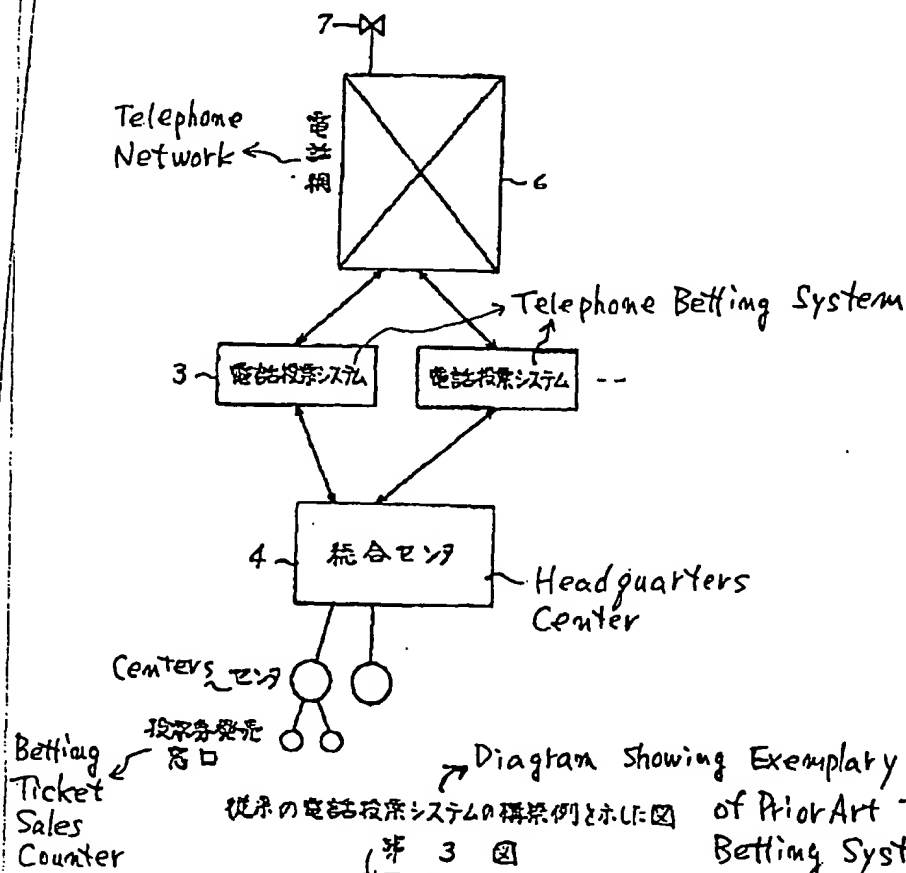 7
Telephone
Network
電話網
6
Telephone Betting System
3
電話投票システム
電話投票システム
--
4
総合センタ
Headquarters
Center
Centers
センタ
投票券発売
窓口
Betting
Ticket
Sales
Counter
Diagram Showing Exemplary
従来の電話投票システムの構築例を示した図
of Prior Art
Betting Syst
第 3 図